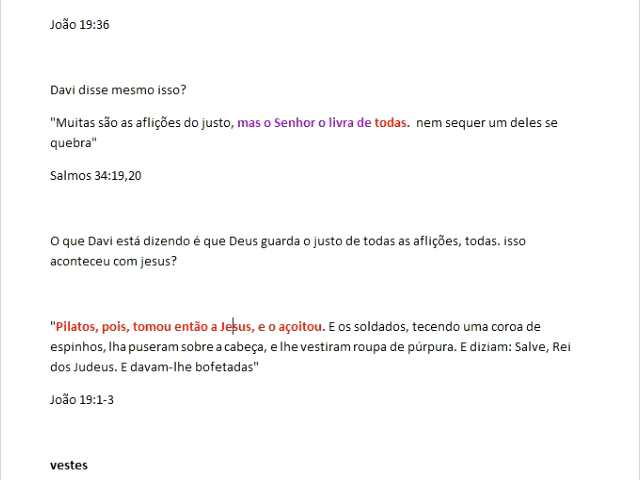 João 19:36
Davi disse mesmo isso?
"Muitas são as aflições do justo, mas o Senhor o livra de todas.  nem sequer um deles se
quebra"
Salmos 34:19,20
O que Davi está dizendo é que Deus guarda o justo de todas as aflições, todas. isso
aconteceu com jesus?
"Pilatos, pois, tomou então a Jesus, e o açoitou. E os soldados, tecendo uma coroa de
espinhos, lha puseram sobre a cabeça, e lhe vestiram roupa de púrpura. E diziam: Salve, Rei
dos Judeus. E davam-lhe bofetadas"
João 19:1-3
vestes